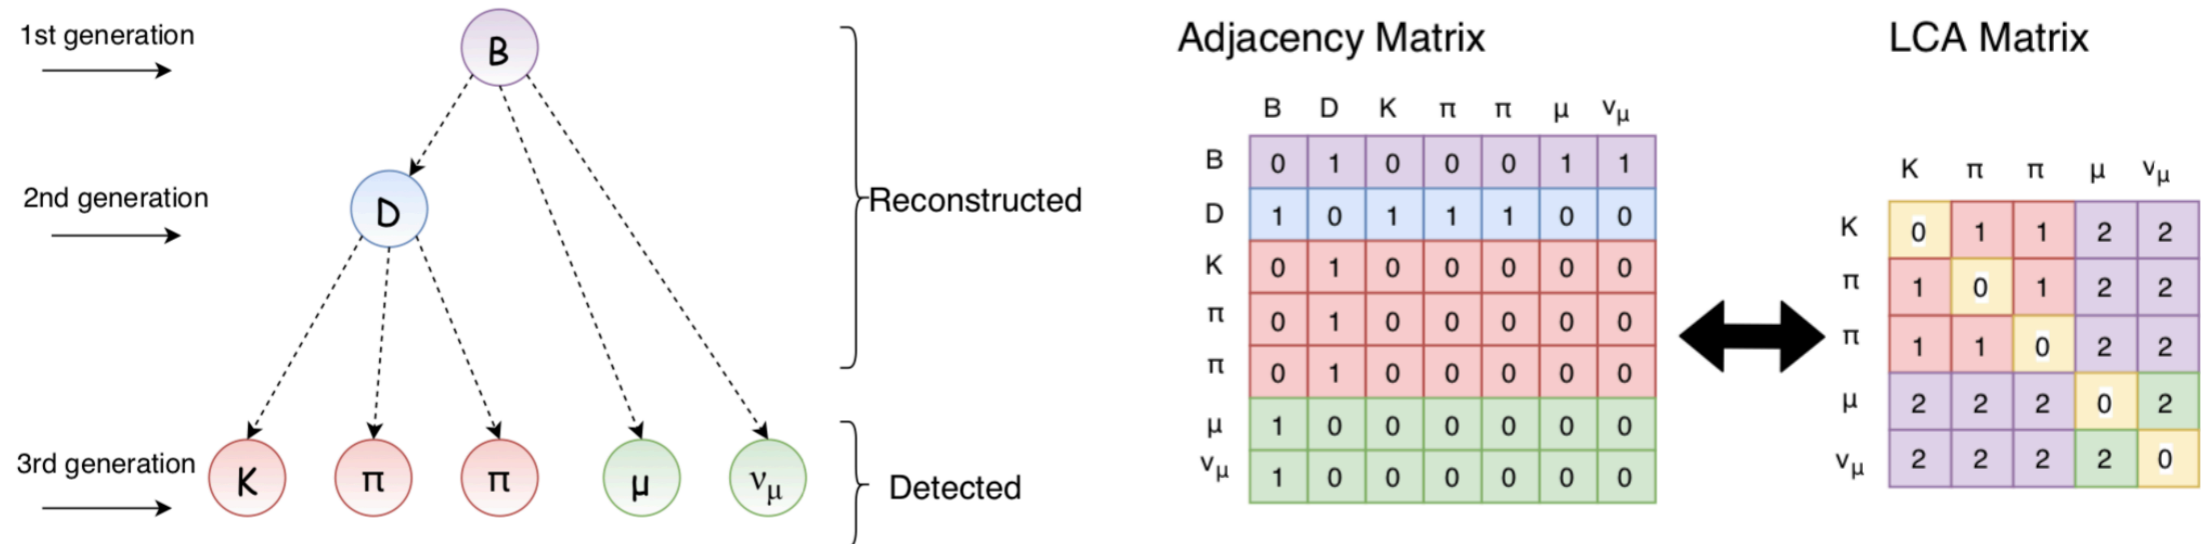 1st generation
B
2nd generation
D
3rd generation
K π π μ νμ
Reconstructed
Detected
Adjacency Matrix
B D K π π μ νμ
B 0 1 0 0 0 1 1
D 1 0 1 1 1 0 0
K 0 1 0 0 0 0 0
π 0 1 0 0 0 0 0
π 0 1 0 0 0 0 0
μ 1 0 0 0 0 0 0
νμ 1 0 0 0 0 0 0
LCA Matrix
K π π μ νμ
K 0 1 1 2 2
π 1 0 1 2 2
π 1 1 0 2 2
μ 2 2 2 0 2
νμ 2 2 2 2 0